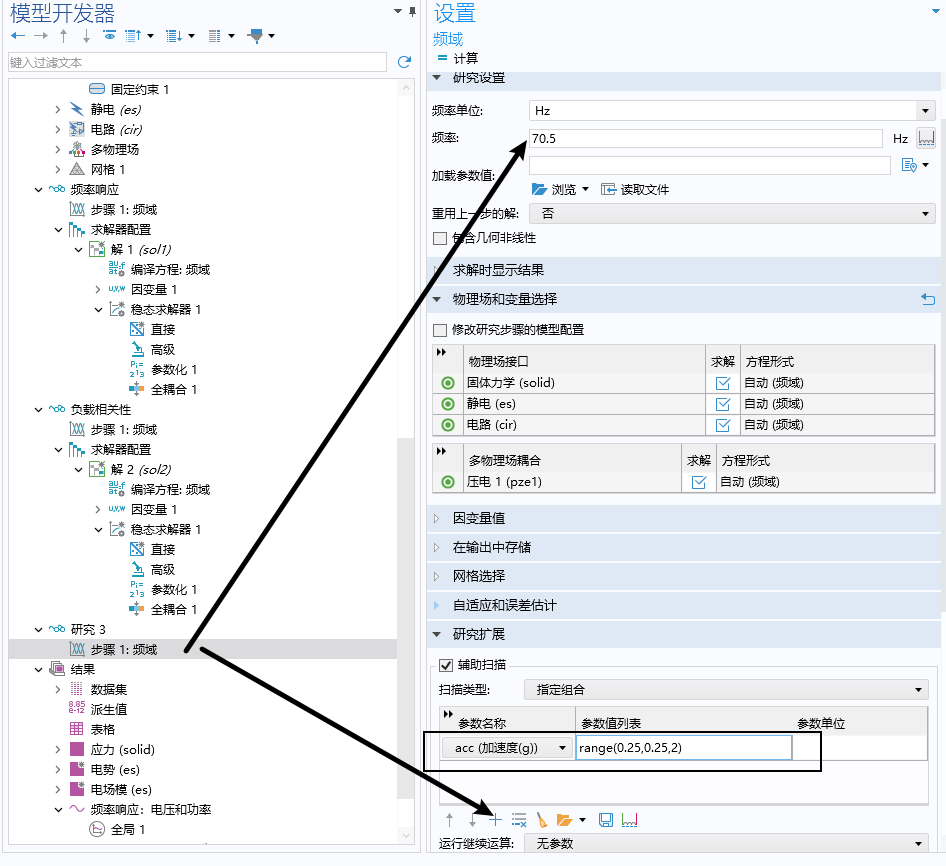 模型开发器
键入过滤文本
固定约束 1
静电 (es)
电路 (cir)
多物理场
网格 1
频率响应
步骤 1: 频域
求解器配置
解 1 (sol1)
编译方程: 频域
因变量 1
稳态求解器 1
直接
高级
参数化 1
全耦合 1
负载相关性
步骤 1: 频域
求解器配置
解 2 (sol2)
编译方程: 频域
因变量 1
稳态求解器 1
直接
高级
参数化 1
全耦合 1
研究 3
步骤 1: 频域
结果
数据集
派生值
表格
应力 (solid)
电势 (es)
电场模 (es)
频率响应: 电压和功率
全局 1
设置
频域
= 计算
研究设置
频率单位: Hz
频率: 70.5 Hz
加载参数值:
浏览 读取文件
重用上一步的解: 否
包含几何非线性
求解时显示结果
物理场和变量选择
修改研究步骤的模型配置
物理场接口 求解 方程形式
固体力学 (solid) 自动 (频域)
静电 (es) 自动 (频域)
电路 (cir) 自动 (频域)
多物理场耦合 求解 方程形式
压电 1 (pze1) 自动 (频域)
因变量值
在输出中存储
网格选择
自适应和误差估计
研究扩展
辅助扫描
扫描类型: 指定组合
参数名称 参数值列表 参数单位
acc (加速度(g)) range(0.25,0.25,2)
运行继续运算: 无参数